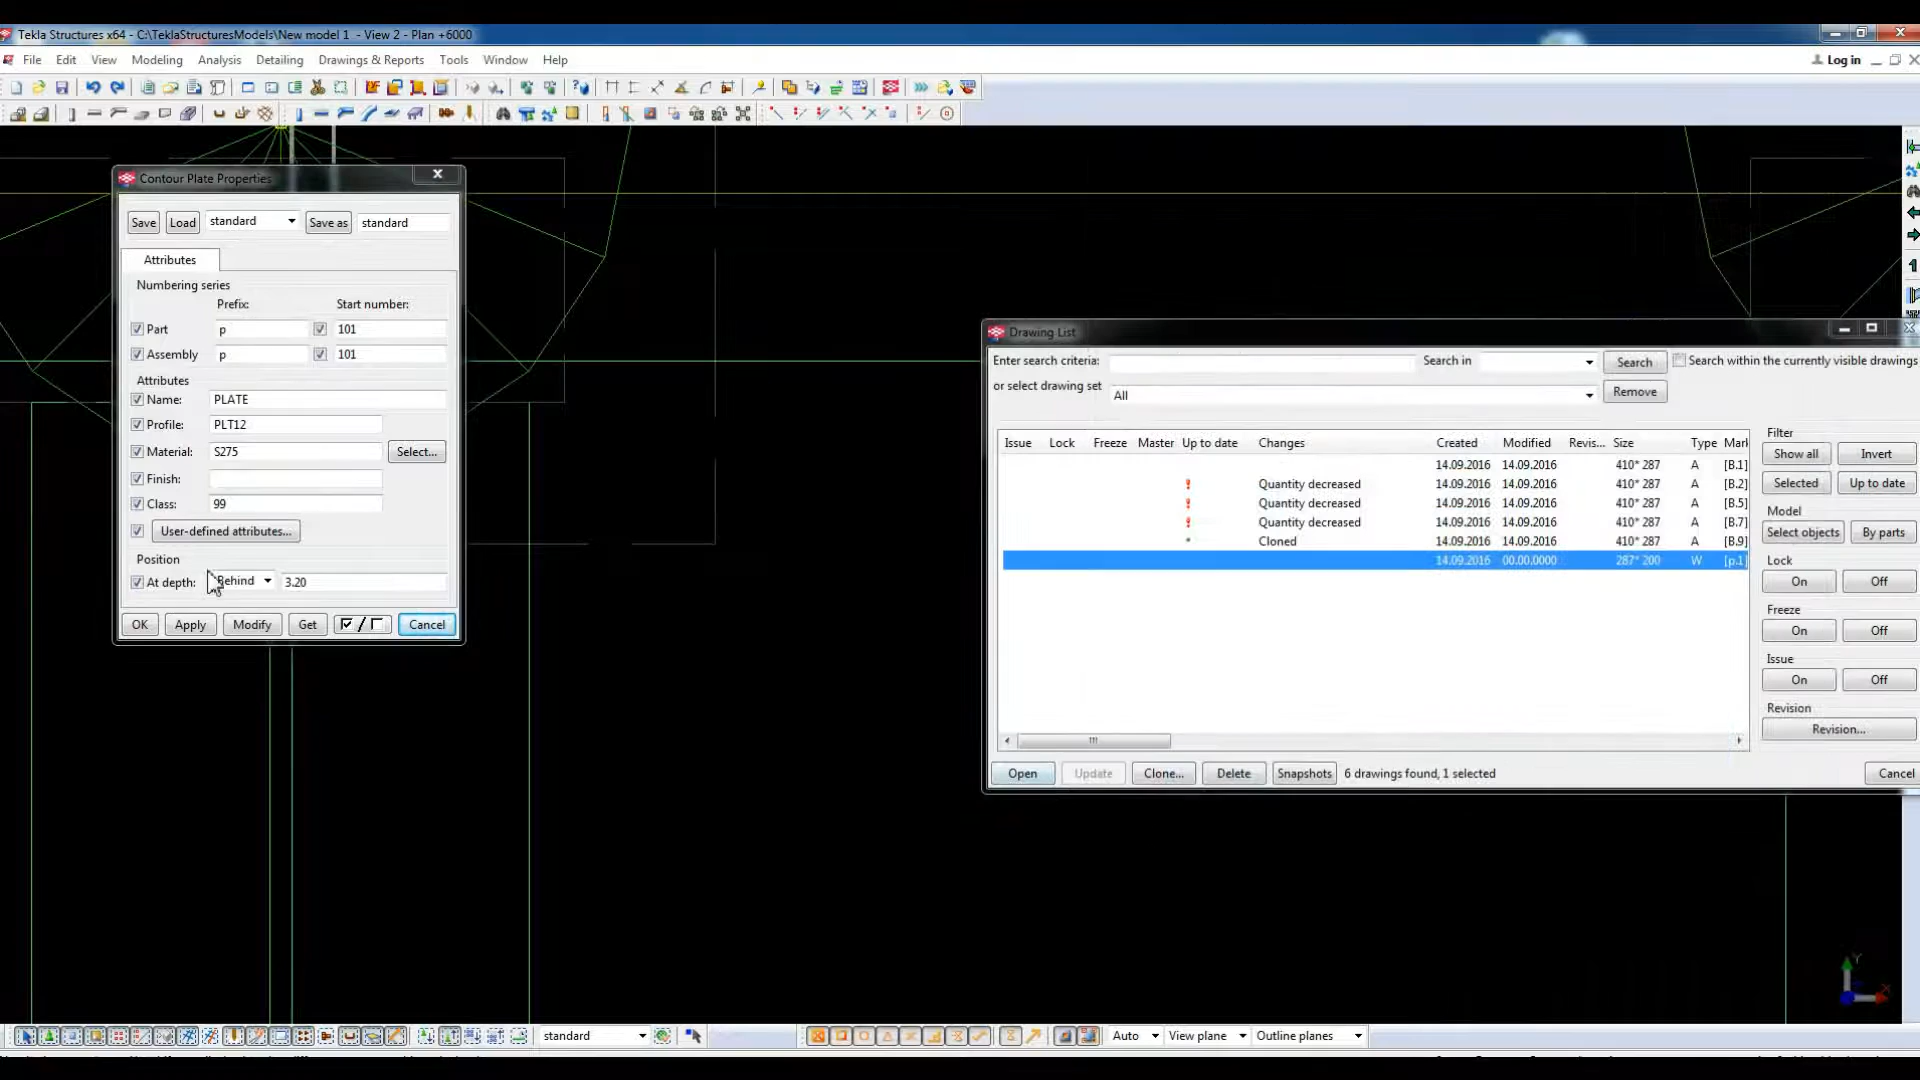 Tekla Structures x64 - C:\TeklaStructuresModels\New model 1 - View 2 - Plan +6000
File Edit View Modeling Analysis Detailing Drawings & Reports Tools Window Help
Log in
Contour Plate Properties
Save Load standard Save as standard
Attributes
Numbering series
Prefix: Start number:
Part p 101
Assembly p 101
Attributes
Name: PLATE
Profile: PLT12
Material: S275 Select...
Finish:
Class: 99
User-defined attributes...
Position
At depth: Behind 3.20
OK Apply Modify Get / Cancel
Drawing List
Enter search criteria: Search in Search Search within the currently visible drawings
or select drawing set All Remove
Issue Lock Freeze Master Up to date Changes Created Modified Revis... Size Type Mark
14.09.2016 14.09.2016 410* 287 A [B.1]
! Quantity decreased 14.09.2016 14.09.2016 410* 287 A [B.2]
! Quantity decreased 14.09.2016 14.09.2016 410* 287 A [B.5]
! Quantity decreased 14.09.2016 14.09.2016 410* 287 A [B.7]
* Cloned 14.09.2016 14.09.2016 410* 287 A [B.9]
14.09.2016 00.00.0000 287* 200 W [p.1]
Filter
Show all Invert
Selected Up to date
Model
Select objects By parts
Lock
On Off
Freeze
On Off
Issue
On Off
Revision
Revision...
Open Update Clone... Delete Snapshots 6 drawings found, 1 selected Cancel
Y
standard Auto View plane Outline planes